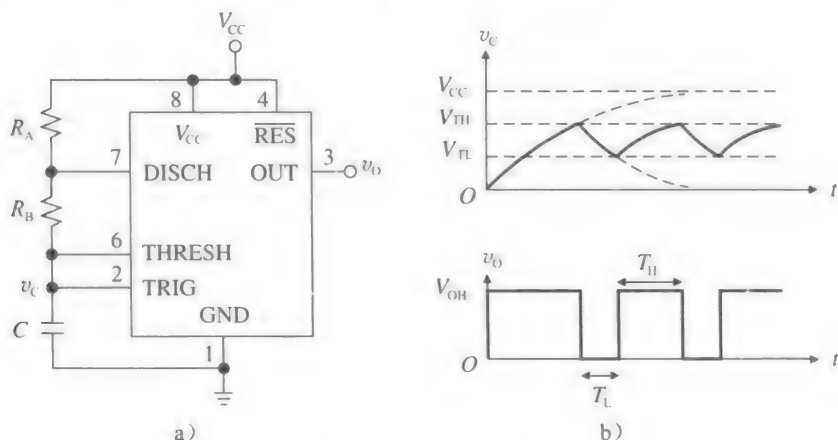 V_CC
8
4
R_A
V_CC
R̅E̅S̅
7
DISCH
OUT
3
v_O
R_B
6
THRESH
v_C
2
TRIG
C
GND
1
a）
v_C
V_CC
V_TH
V_TL
O
t
v_O
V_OH
T_H
O
t
T_L
b）